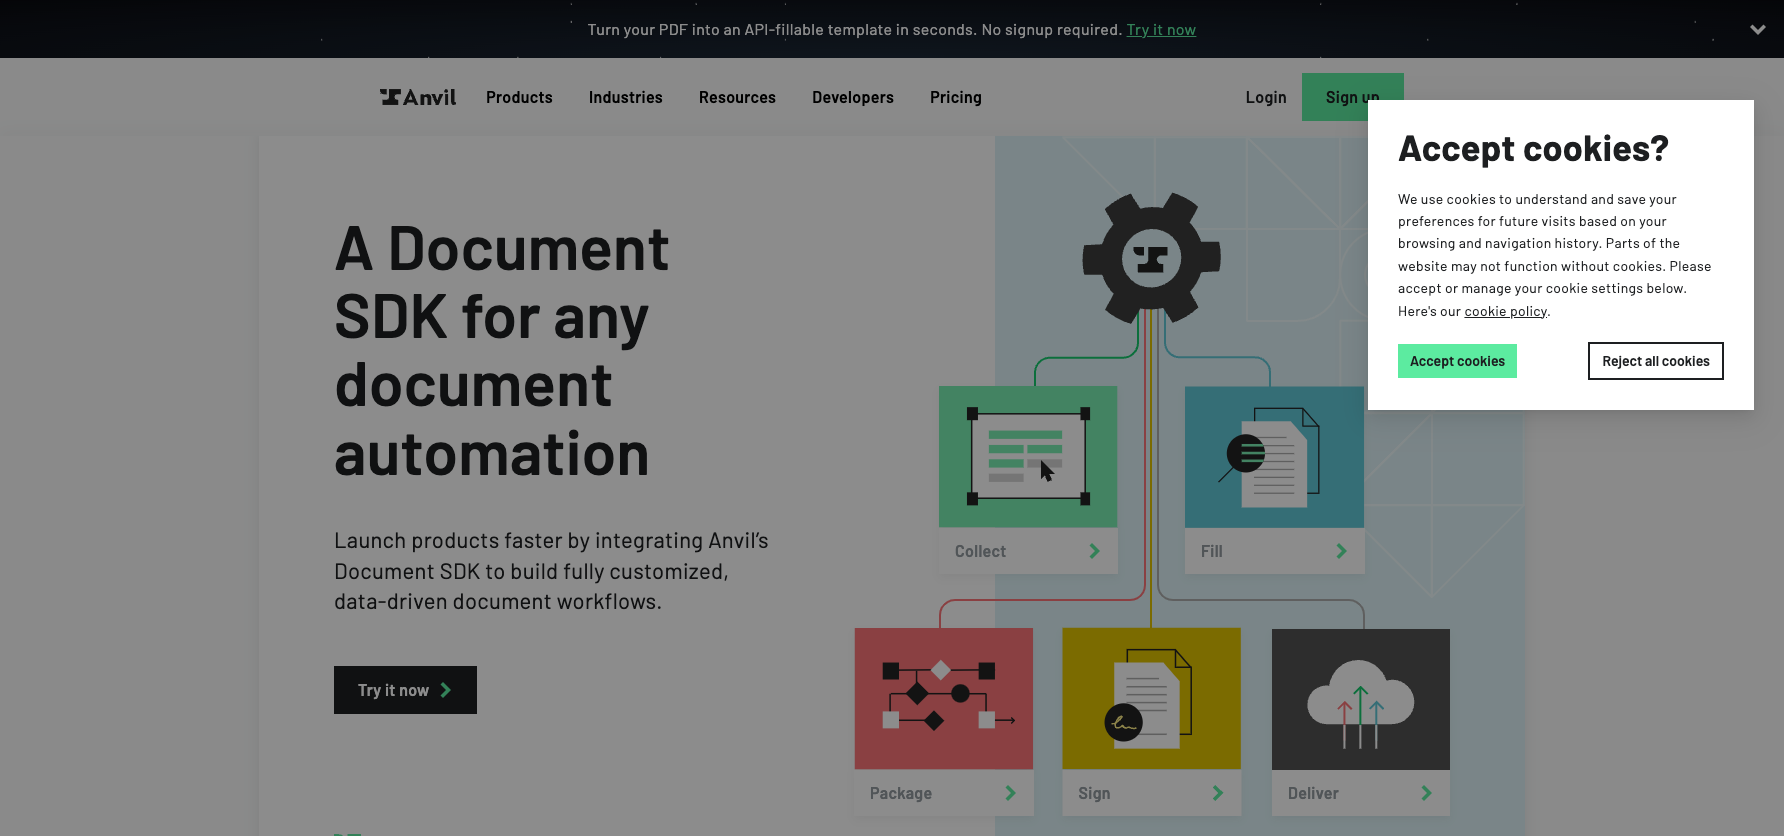 Turn your PDF into an API-fillable template in seconds. No signup required. Try it now
Anvil
Products
Industries
Resources
Developers
Pricing
Login
Sign up
Accept cookies?
We use cookies to understand and save your
preferences for future visits based on your
browsing and navigation history. Parts of the
website may not function without cookies. Please
accept or manage your cookie settings below.
Here's our cookie policy.
Accept cookies
Reject all cookies
A Document
SDK for any
document
automation
Launch products faster by integrating Anvil’s
Document SDK to build fully customized,
data-driven document workflows.
Try it now
Collect
Fill
Package
Sign
Deliver